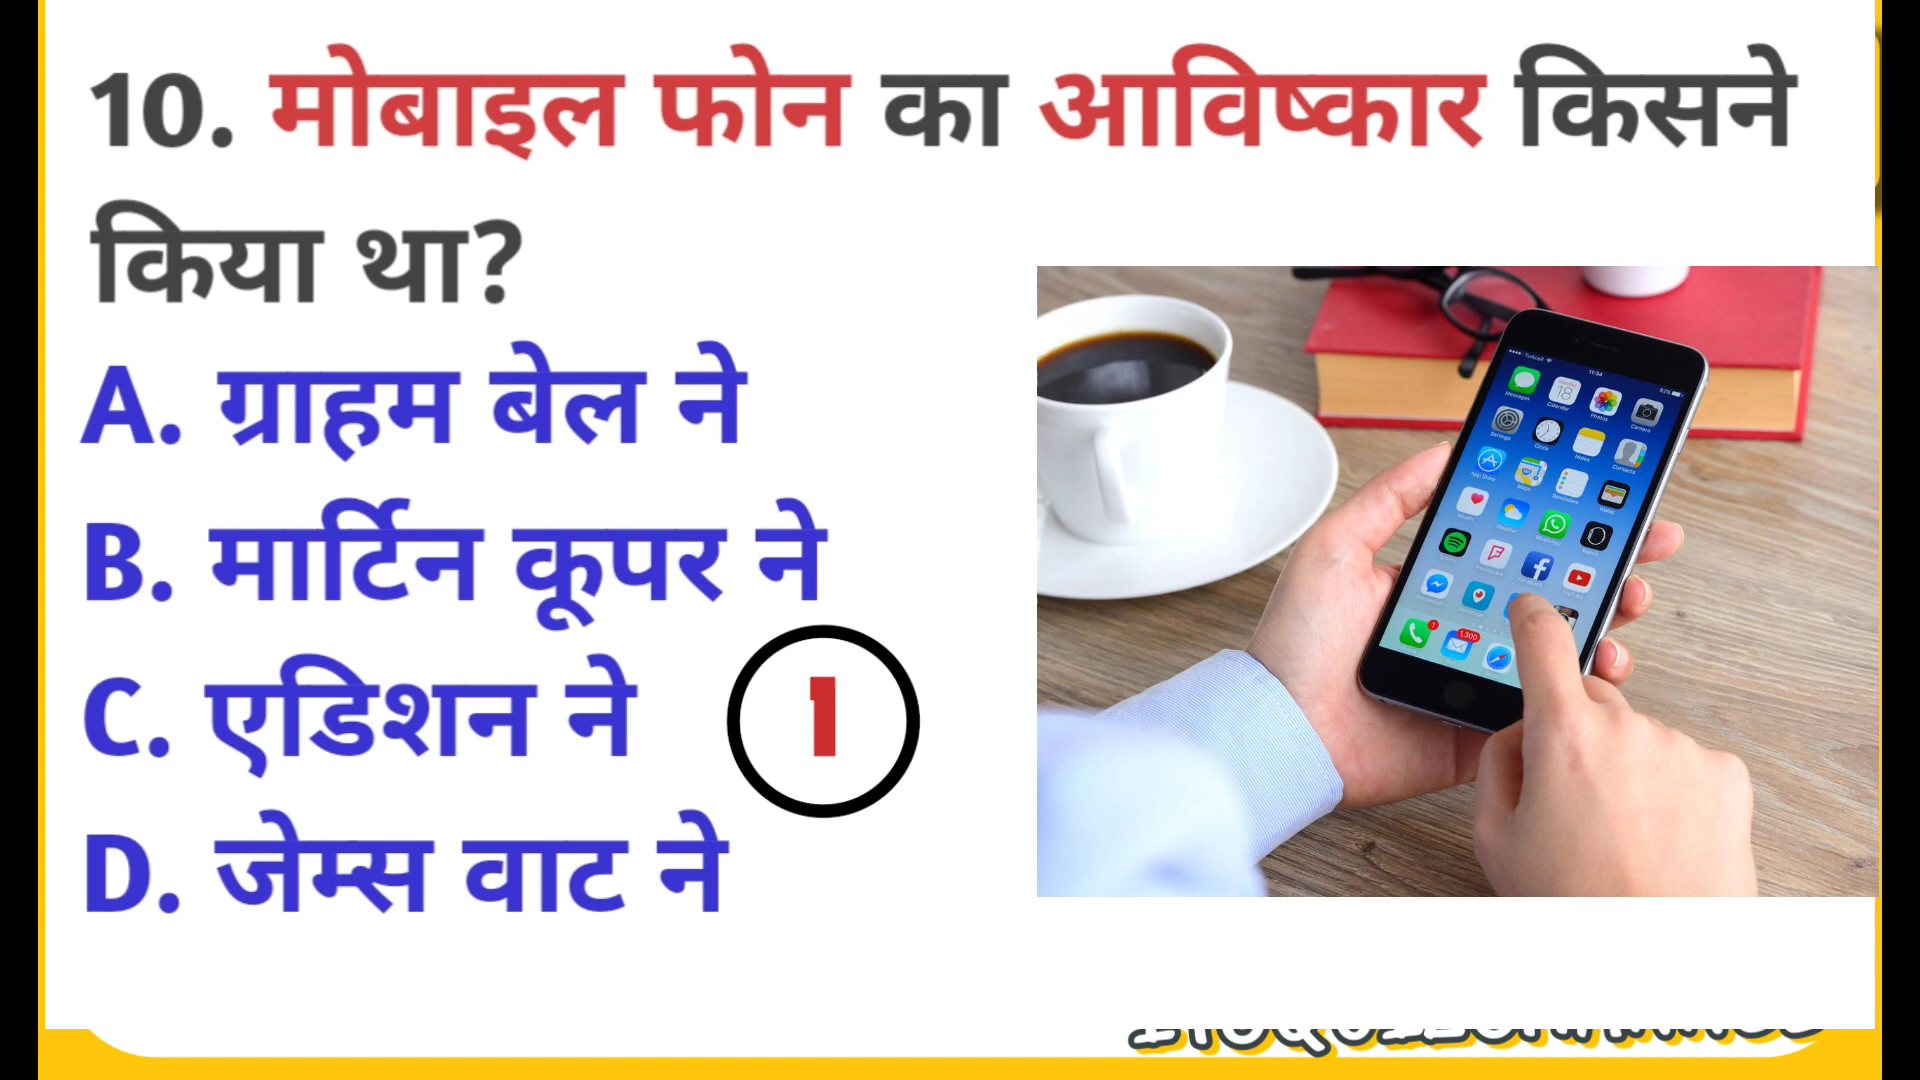 10. मोबाइल फोन का आविष्कार किसने
किया था?
A. ग्राहम बेल ने
B. मार्टिन कूपर ने
C. एडिशन ने
1
D. जेम्स वाट ने